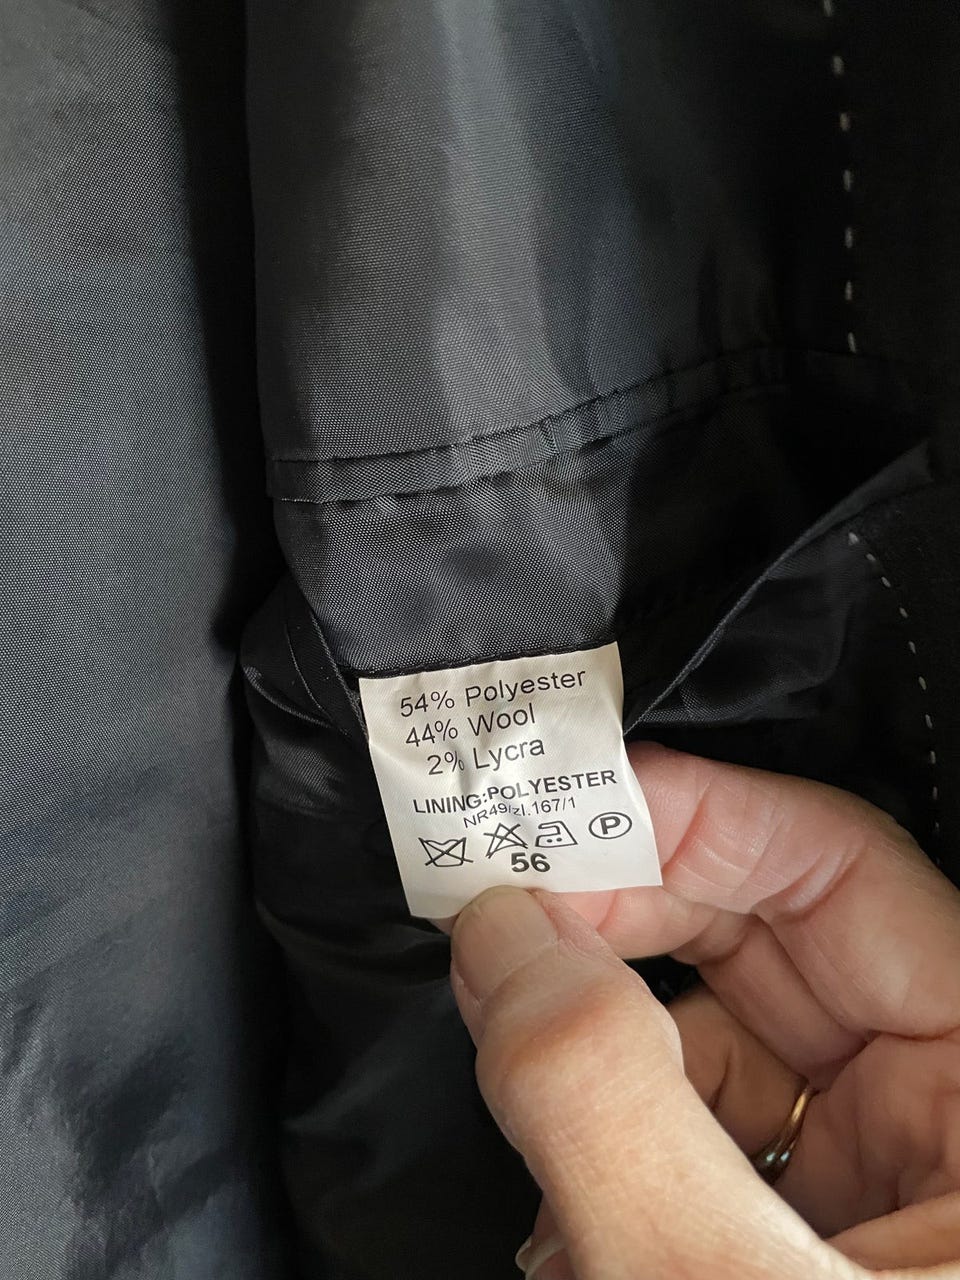 54% Polyester
44% Wool
2% Lycra
LINING:POLYESTER
NR49/zl.167/1
P
56